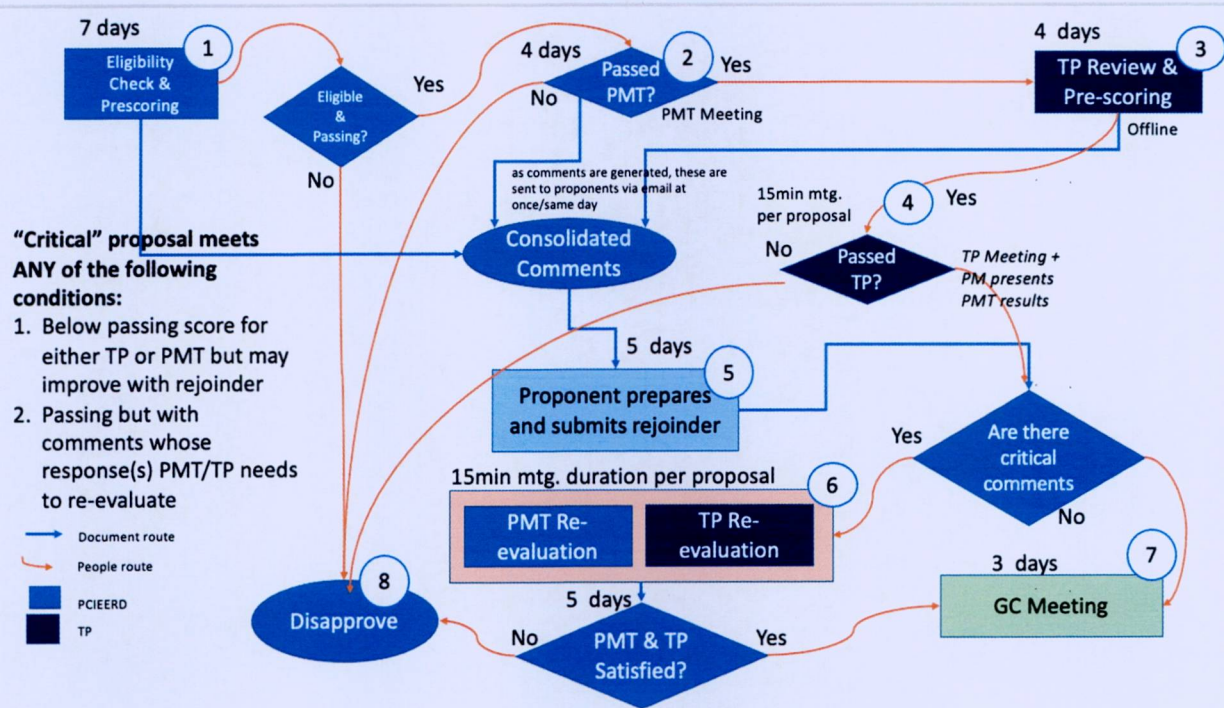 7 days
1
Eligibility
Check &
Prescoring
Eligible
&
Passing?
Yes
No
4 days
2
Passed
PMT?
Yes
No
PMT Meeting
4 days
3
TP Review &
Pre-scoring
Offline
as comments are generated, these are
sent to proponents via email at
once/same day
Consolidated
Comments
15min mtg.
per proposal
4
Yes
No
Passed
TP?
TP Meeting +
PM presents
PMT results
“Critical” proposal meets
ANY of the following
conditions:
1. Below passing score for
either TP or PMT but may
improve with rejoinder
2. Passing but with
comments whose
response(s) PMT/TP needs
to re-evaluate
Document route
People route
PCIEERD
TP
5 days
5
Proponent prepares
and submits rejoinder
Are there
critical
comments
Yes
No
15min mtg. duration per proposal
6
PMT Re-
evaluation
TP Re-
evaluation
5 days
PMT & TP
Satisfied?
No
Yes
3 days
7
GC Meeting
8
Disapprove